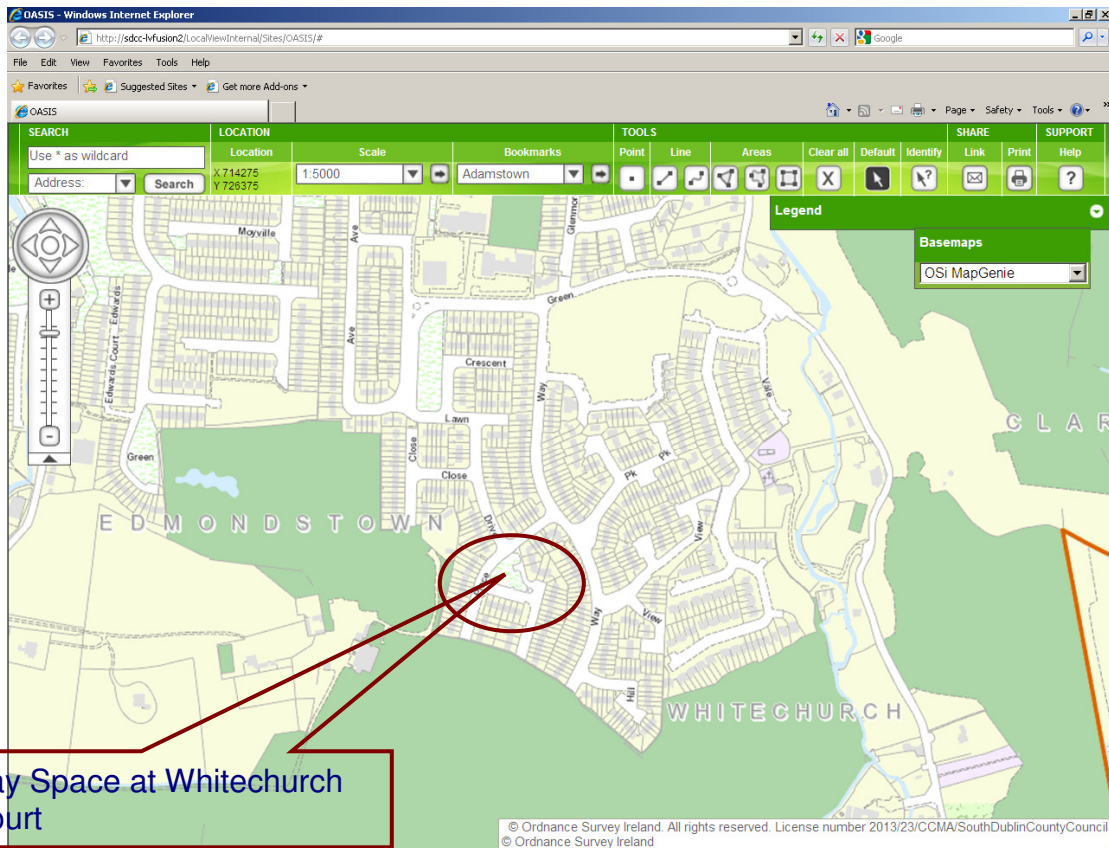 OASIS - Windows Internet Explorer
http://sdcc-lvfusion2/LocalViewInternal/Sites/OASIS/#
Google
File Edit View Favorites Tools Help
Favorites Suggested Sites Get more Add-ons
OASIS
Page Safety Tools
SEARCH LOCATION TOOLS SHARE SUPPORT
Use * as wildcard
Location Scale Bookmarks Point Line Areas Clear all Default Identify Link Print Help
Address: Search
X 714275
Y 726375
1:5000
Adamstown
Legend
Basemaps
OSi MapGenie
Moyville
Ave
Glenmor
Green
Edwards Court
Edwards
Ave
Crescent
Way
Vale
CLAR
Lawn
Close
Green
Close
Pk
Pk
EDMONDSTOWN
Drive
View
Way
View
Hill
WHITECHURCH
ay Space at Whitechurch
ourt
© Ordnance Survey Ireland. All rights reserved. License number 2013/23/CCMA/SouthDublinCountyCouncil
© Ordnance Survey Ireland